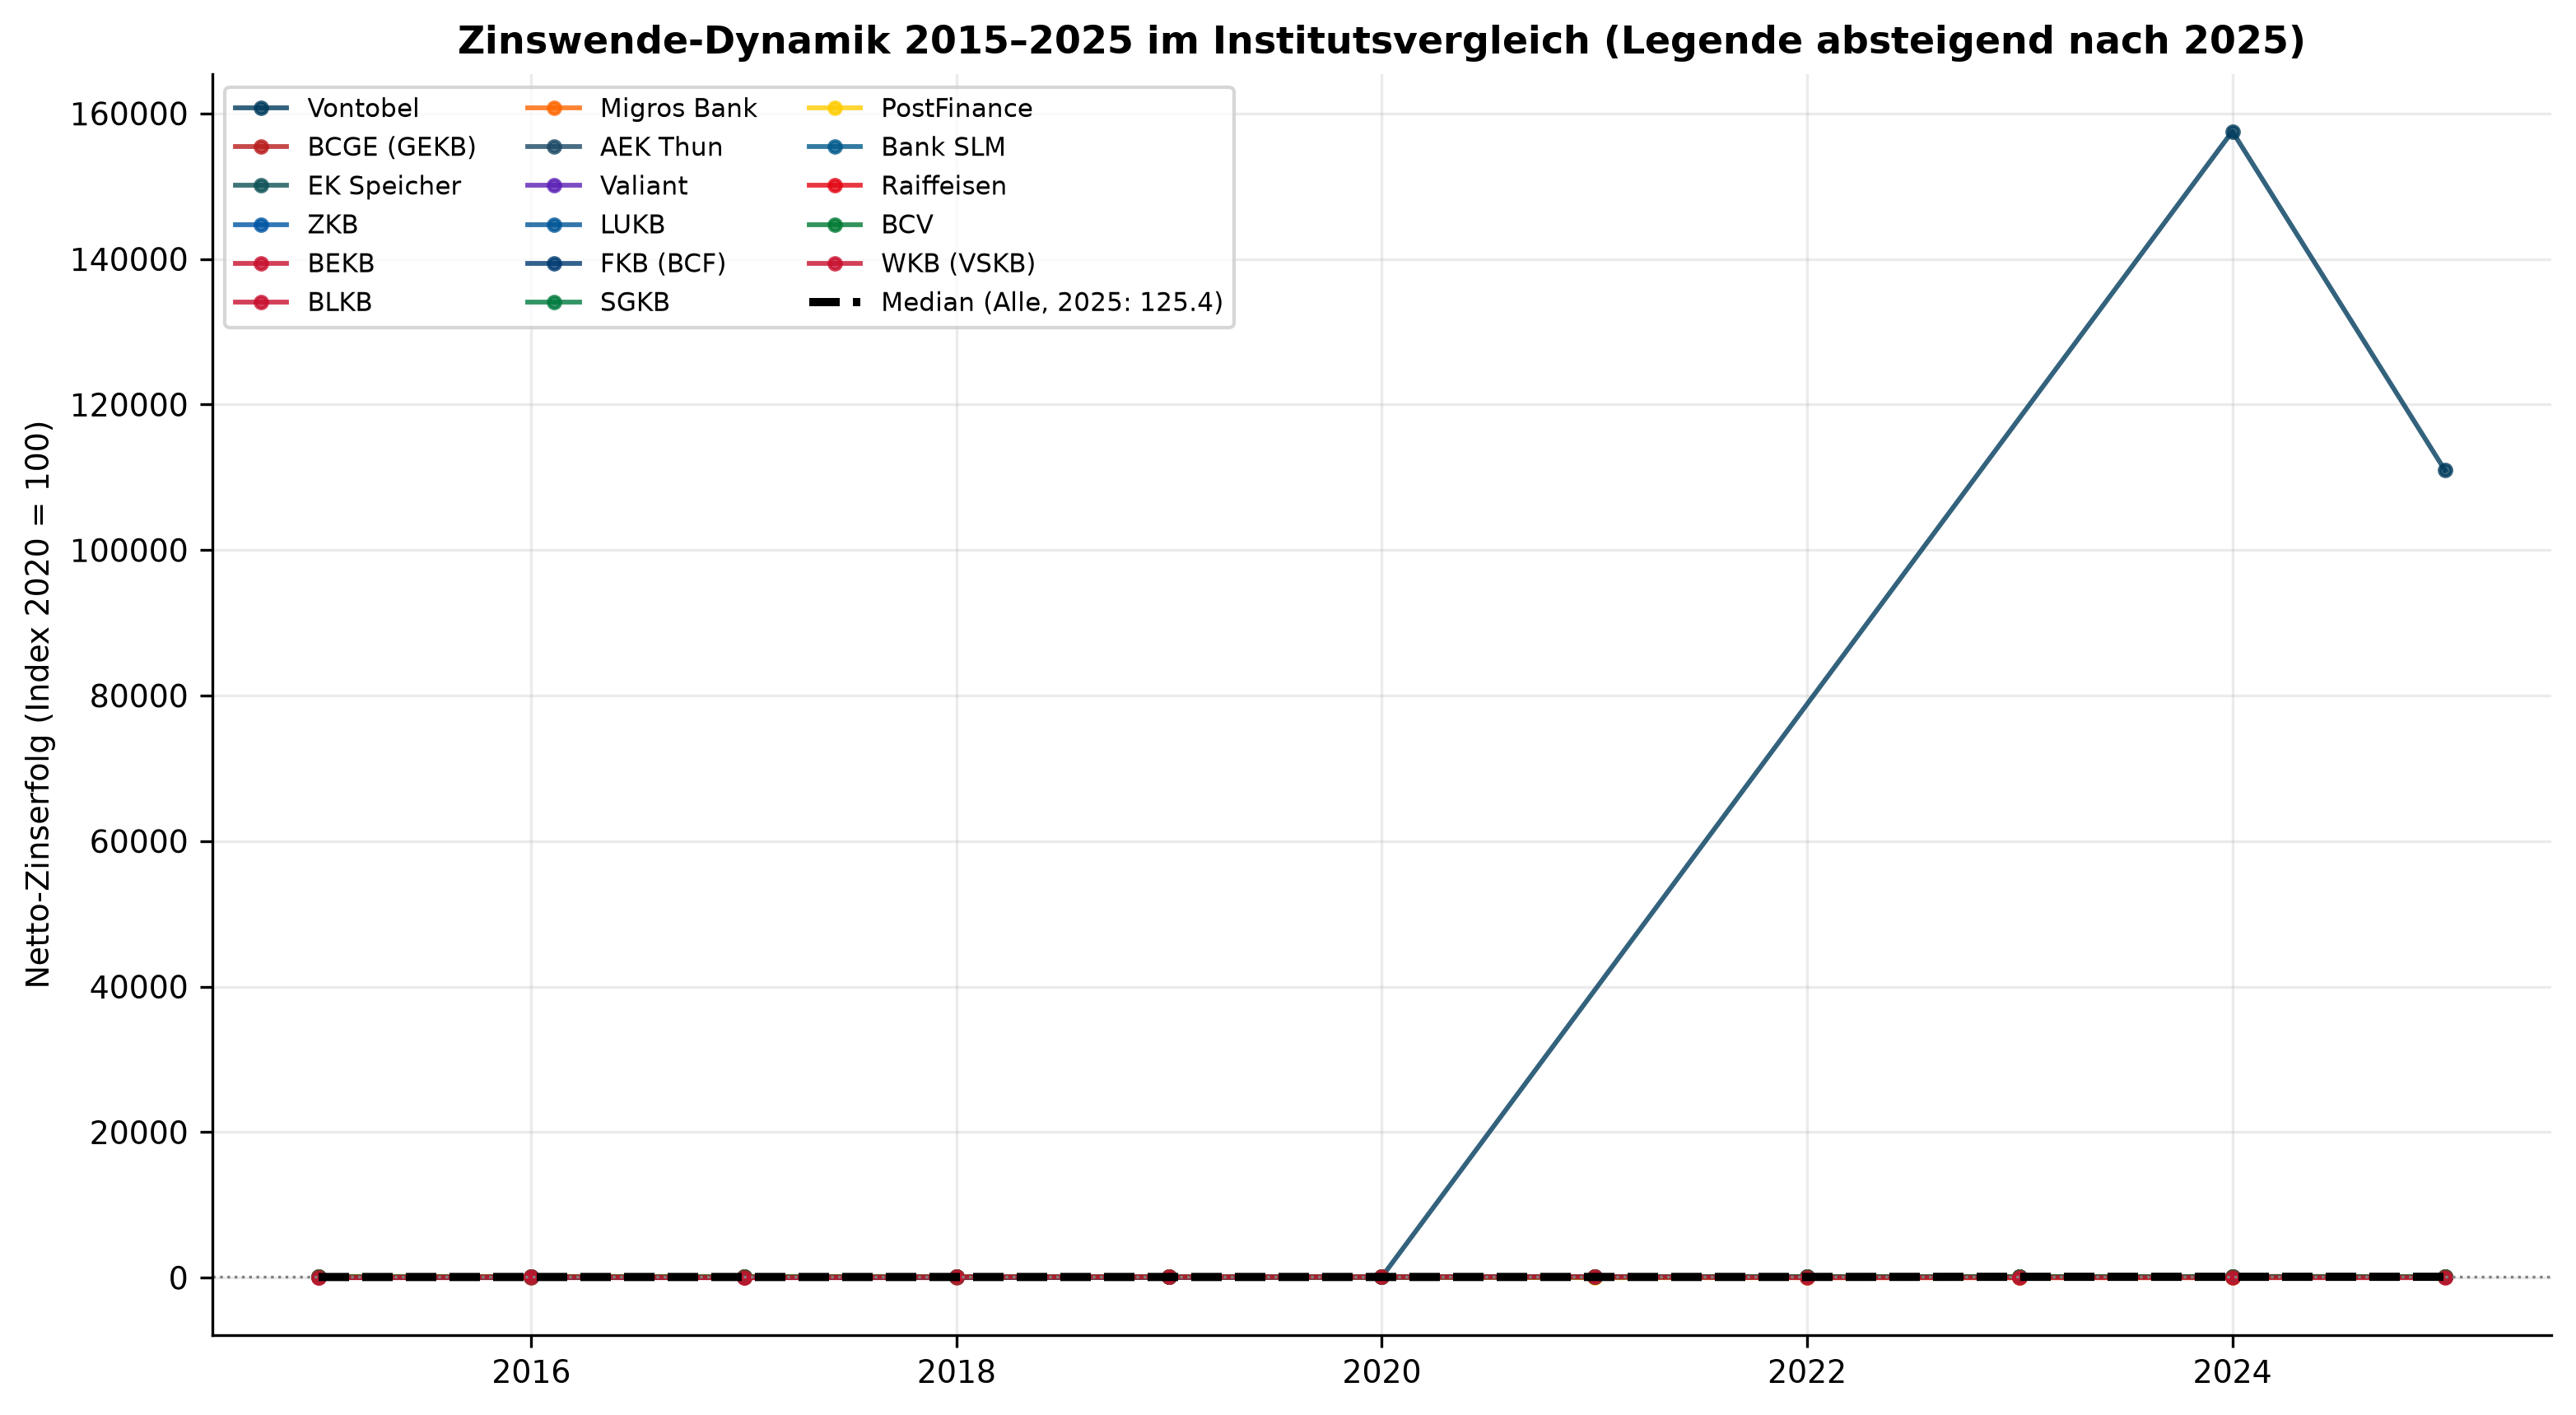 Zinswende-Dynamik 2015–2025 im Institutsvergleich (Legende absteigend nach 2025)
Netto-Zinserfolg (Index 2020 = 100)
160000
140000
120000
100000
80000
60000
40000
20000
0
Vontobel
BCGE (GEKB)
EK Speicher
ZKB
BEKB
BLKB
Migros Bank
AEK Thun
Valiant
LUKB
FKB (BCF)
SGKB
PostFinance
Bank SLM
Raiffeisen
BCV
WKB (VSKB)
Median (Alle, 2025: 125.4)
2016
2018
2020
2022
2024